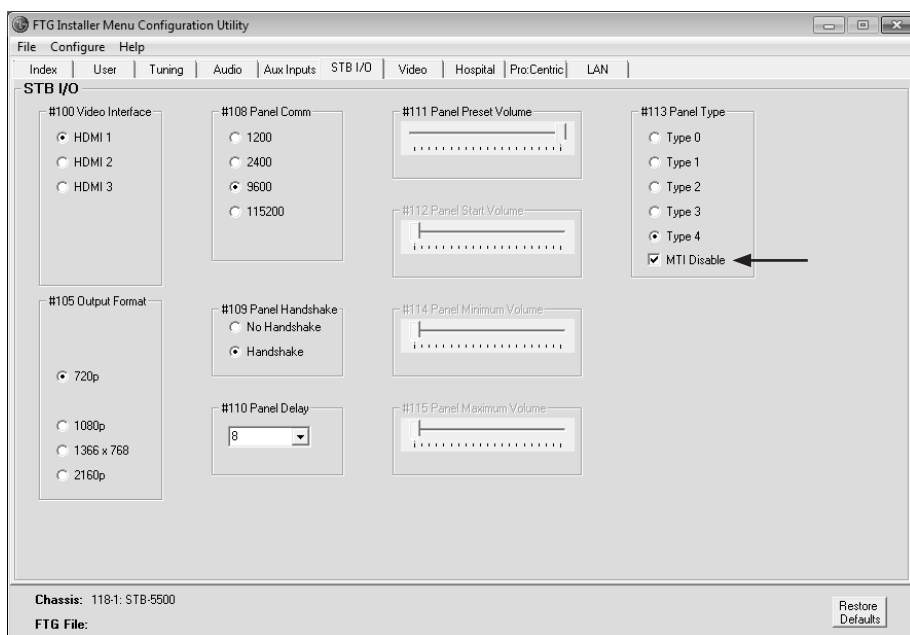 FTG Installer Menu Configuration Utility
File Configure Help
Index User Tuning Audio Aux Inputs STB I/O Video Hospital Pro:Centric LAN
STB I/O
#100 Video Interface
HDMI 1
HDMI 2
HDMI 3
#105 Output Format
720p
1080p
1366 x 768
2160p
#108 Panel Comm
1200
2400
9600
115200
#109 Panel Handshake
No Handshake
Handshake
#110 Panel Delay
8
#111 Panel Preset Volume
#112 Panel Start Volume
#114 Panel Minimum Volume
#115 Panel Maximum Volume
#113 Panel Type
Type 0
Type 1
Type 2
Type 3
Type 4
MTI Disable
Chassis: 118-1: STB-5500
FTG File:
Restore
Defaults